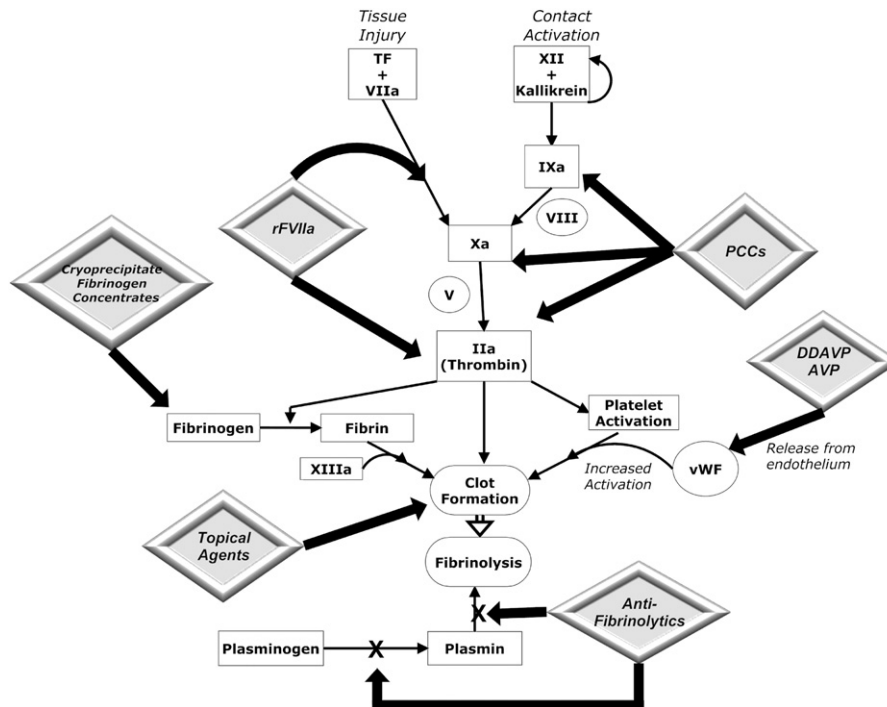 Tissue
Injury
Contact
Activation
TF
+
VIIa
XII
+
Kallikrein
IXa
VIII
rFVIIa
Xa
PCCs
Cryoprecipitate
Fibrinogen
Concentrates
V
IIa
(Thrombin)
DDAVP
AVP
Fibrinogen
Fibrin
Platelet
Activation
Release from
endothelium
XIIIa
Increased
Activation
vWF
Clot
Formation
Topical
Agents
Fibrinolysis
X
Anti-
Fibrinolytics
Plasminogen
X
Plasmin